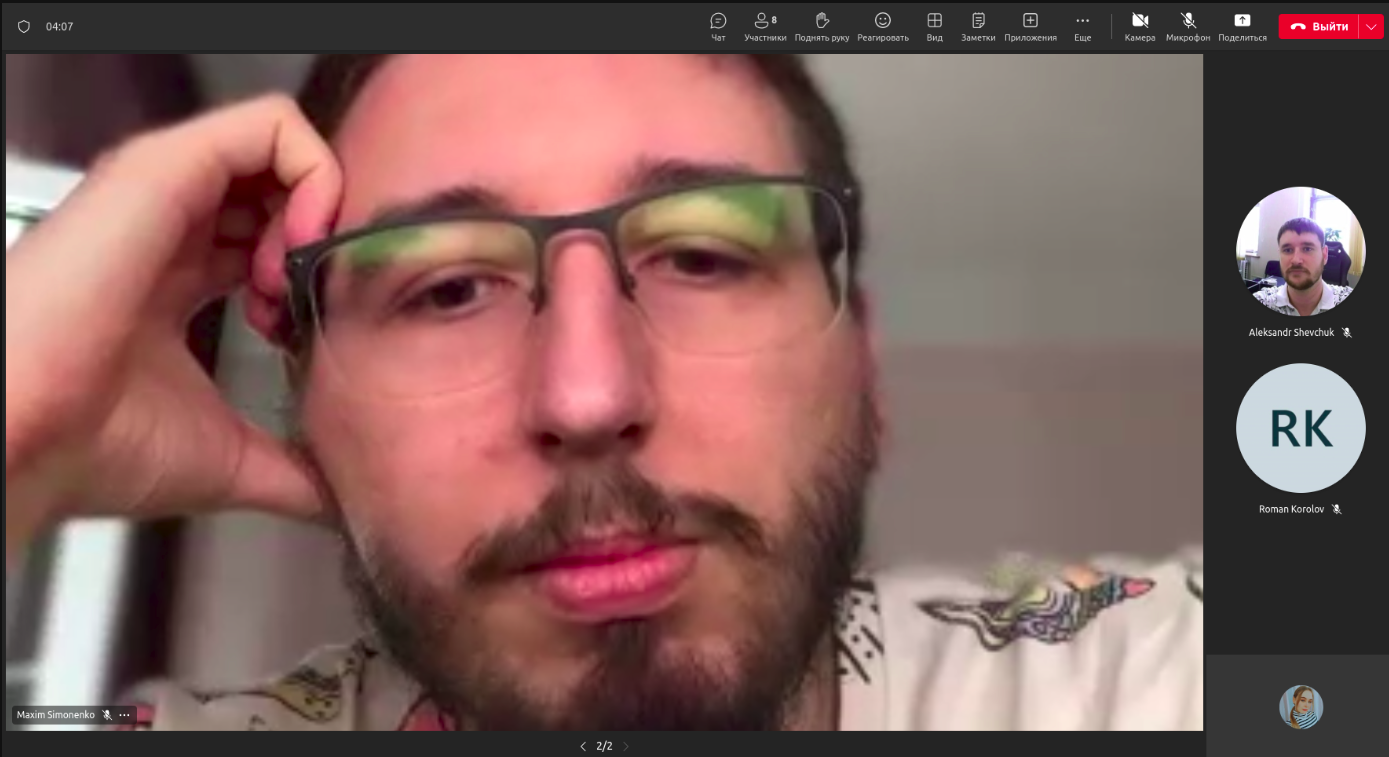 04:07
8
Чат
Участники
Поднять руку
Реагировать
Вид
Заметки
Приложения
Еще
Камера
Микрофон
Поделиться
Выйти
Aleksandr Shevchuk
RK
Roman Korolov
Maxim Simonenko
2/2